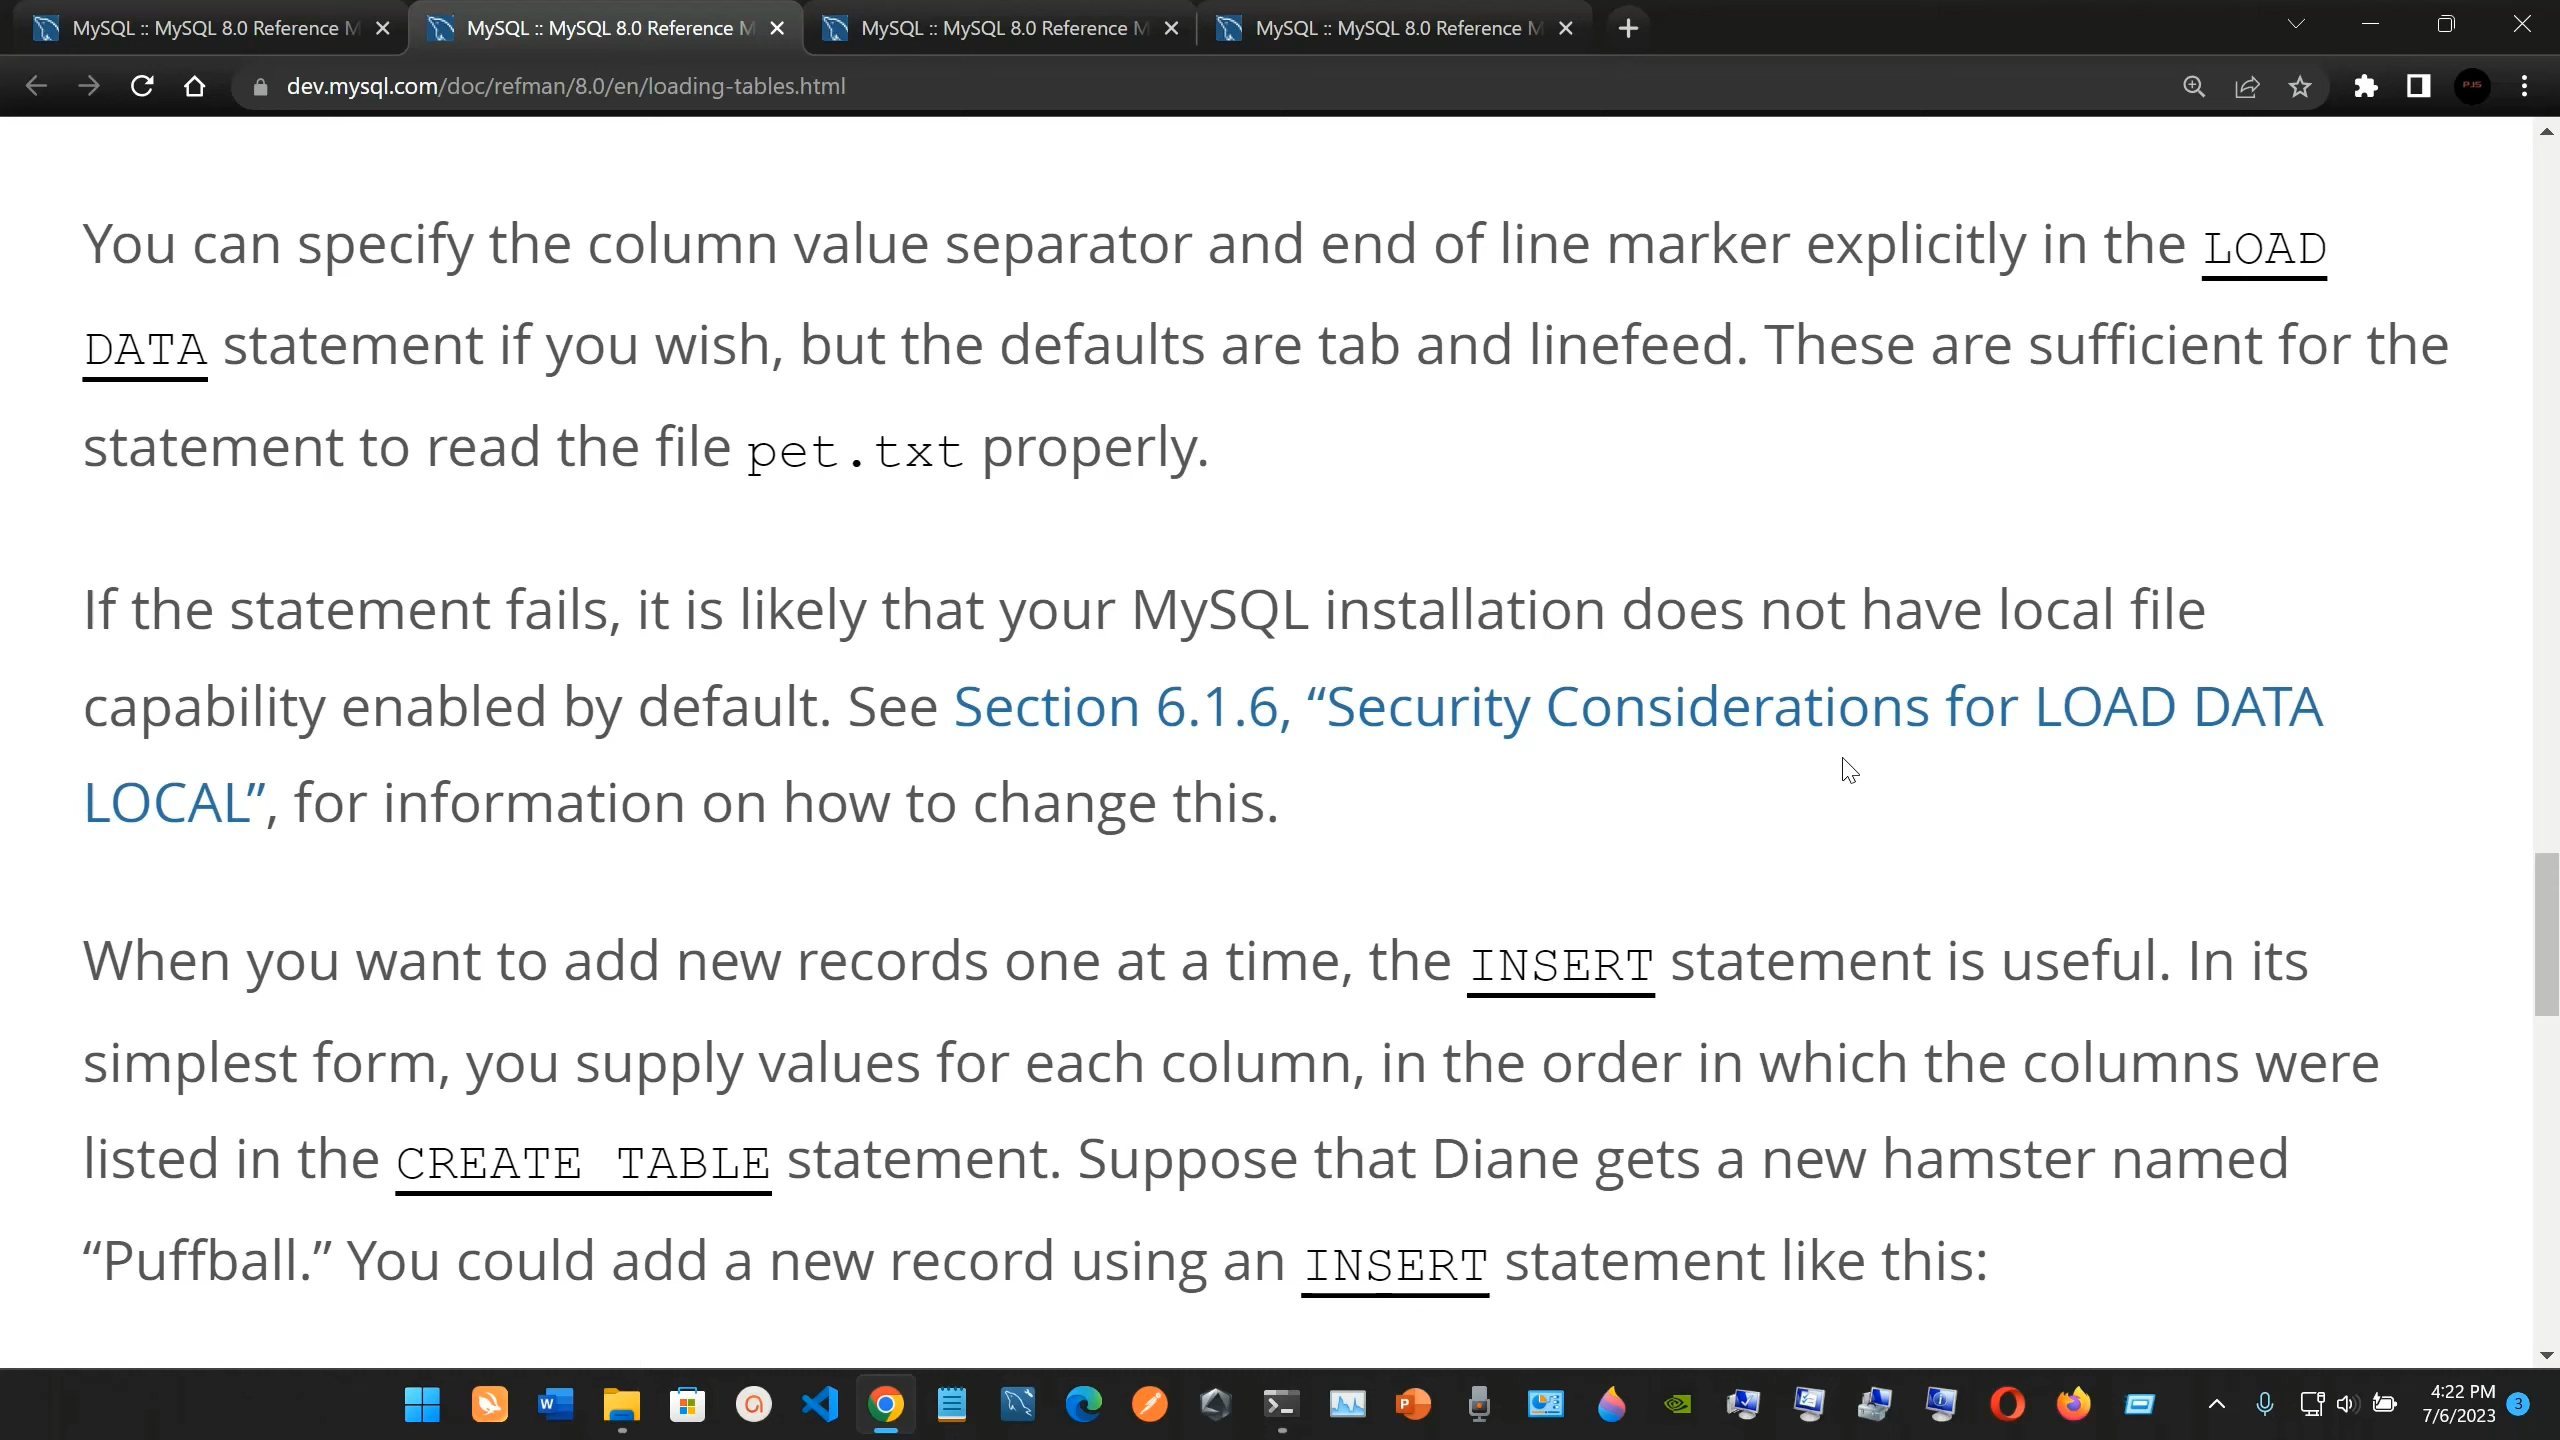 MySQL :: MySQL 8.0 Reference M
MySQL :: MySQL 8.0 Reference M
MySQL :: MySQL 8.0 Reference M
MySQL :: MySQL 8.0 Reference M
dev.mysql.com/doc/refman/8.0/en/loading-tables.html
PJS
You can specify the column value separator and end of line marker explicitly in the LOAD
DATA statement if you wish, but the defaults are tab and linefeed. These are sufficient for the
statement to read the file pet.txt properly.
If the statement fails, it is likely that your MySQL installation does not have local file
capability enabled by default. See Section 6.1.6, “Security Considerations for LOAD DATA
LOCAL”, for information on how to change this.
When you want to add new records one at a time, the INSERT statement is useful. In its
simplest form, you supply values for each column, in the order in which the columns were
listed in the CREATE TABLE statement. Suppose that Diane gets a new hamster named
“Puffball.” You could add a new record using an INSERT statement like this:
4:22 PM
7/6/2023
3